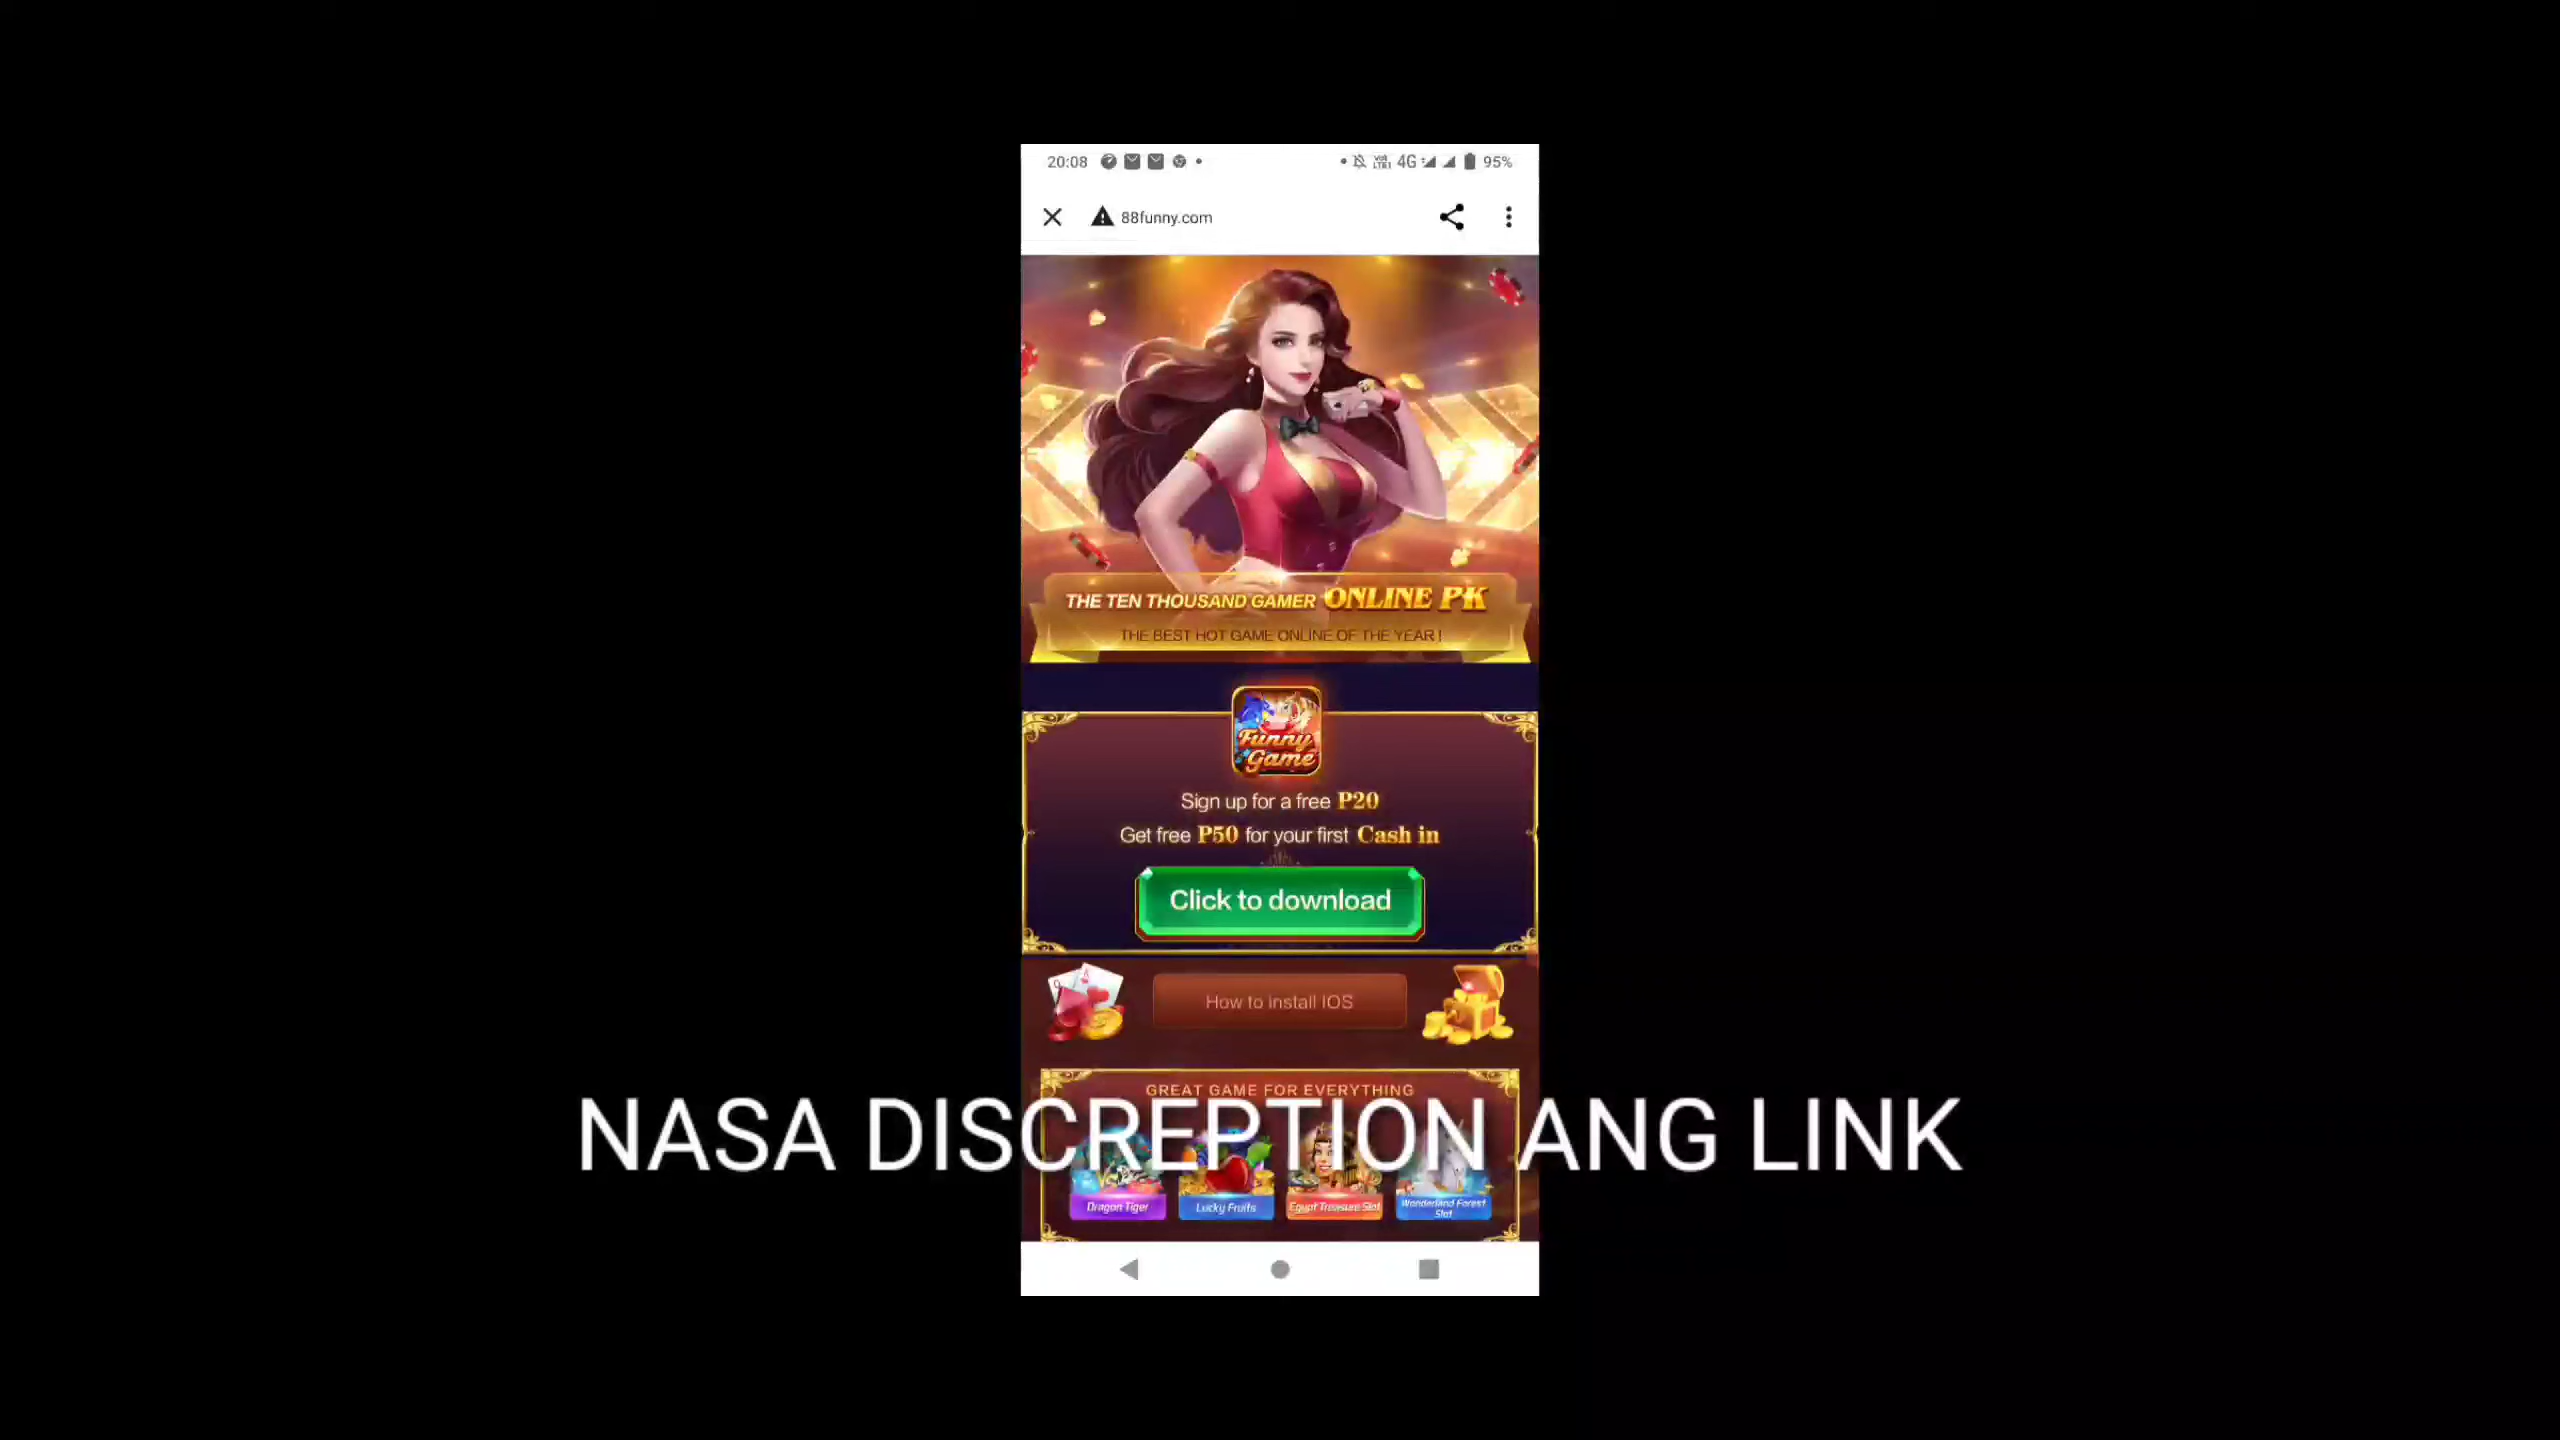 20:08
VoI) LTE1 4G 95%
88funny.com
THE TEN THOUSAND GAMER ONLINE PK
THE BEST HOT GAME ONLINE OF THE YEAR !
Funny
Game
Sign up for a free P20
Get free P50 for your first Cash in
Click to download
How to install IOS
GREAT GAME FOR EVERYTHING
NASA DISCREPTION ANG LINK
Dragon Tiger
Lucky Fruits
Egypt Treasure Slot
Wonderland Forest
Slot